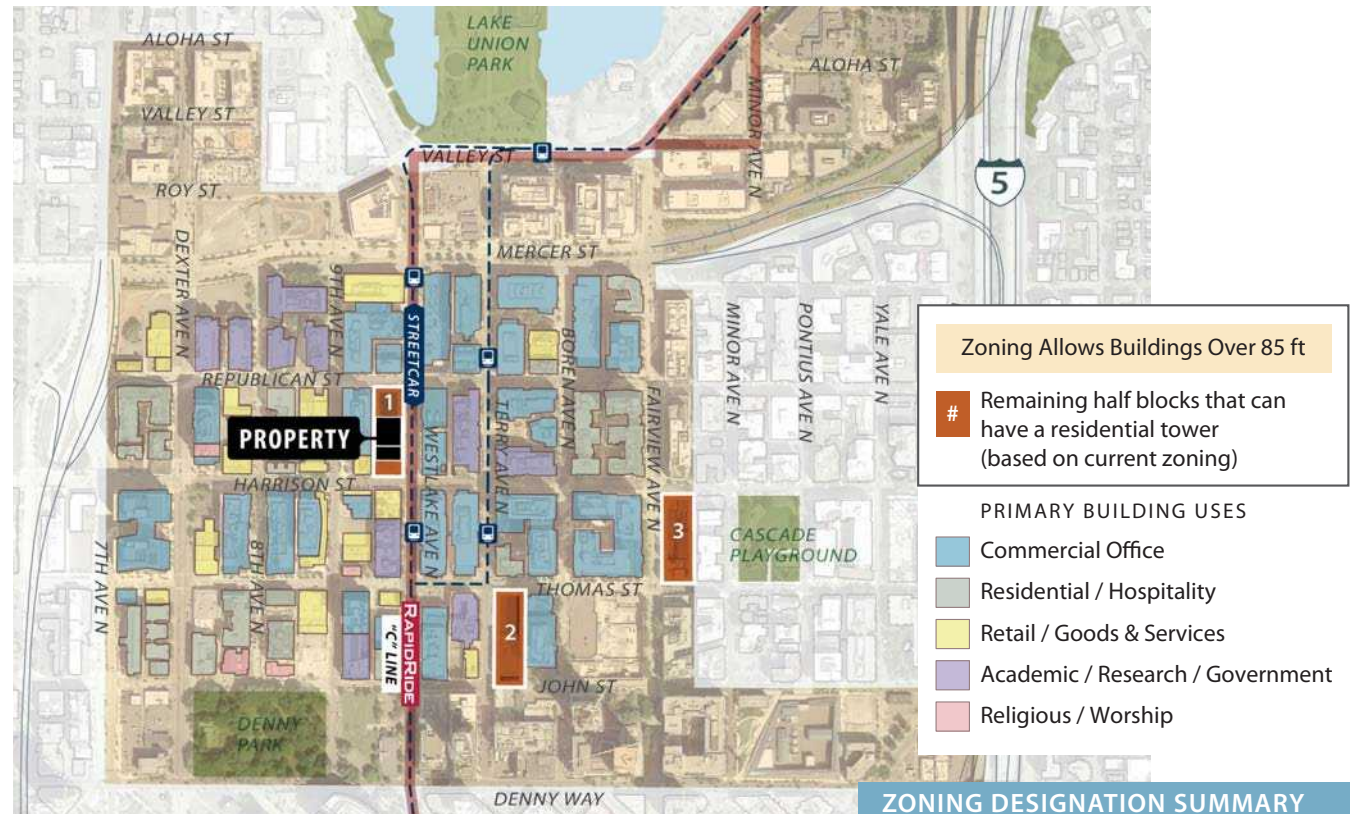 LAKE
UNION
PARK
ALOHA ST
ALOHA ST
VALLEY ST
MINOR AVE N
VALLEY ST
ROY ST
5
DEXTER AVE N
9TH AVE N
MERCER ST
STREETCAR
MINOR AVE N
PONTIUS AVE N
YALE AVE N
BOREN AVE N
REPUBLICAN ST
1
PROPERTY
WESTLAKE AVE N
TERRY AVE N
FAIRVIEW AVE N
HARRISON ST
3
CASCADE
PLAYGROUND
7TH AVE N
8TH AVE N
THOMAS ST
RAPIDRIDE
"C" LINE
2
JOHN ST
DENNY
PARK
DENNY WAY
Zoning Allows Buildings Over 85 ft
# Remaining half blocks that can
have a residential tower
(based on current zoning)
PRIMARY BUILDING USES
Commercial Office
Residential / Hospitality
Retail / Goods & Services
Academic / Research / Government
Religious / Worship
ZONING DESIGNATION SUMMARY